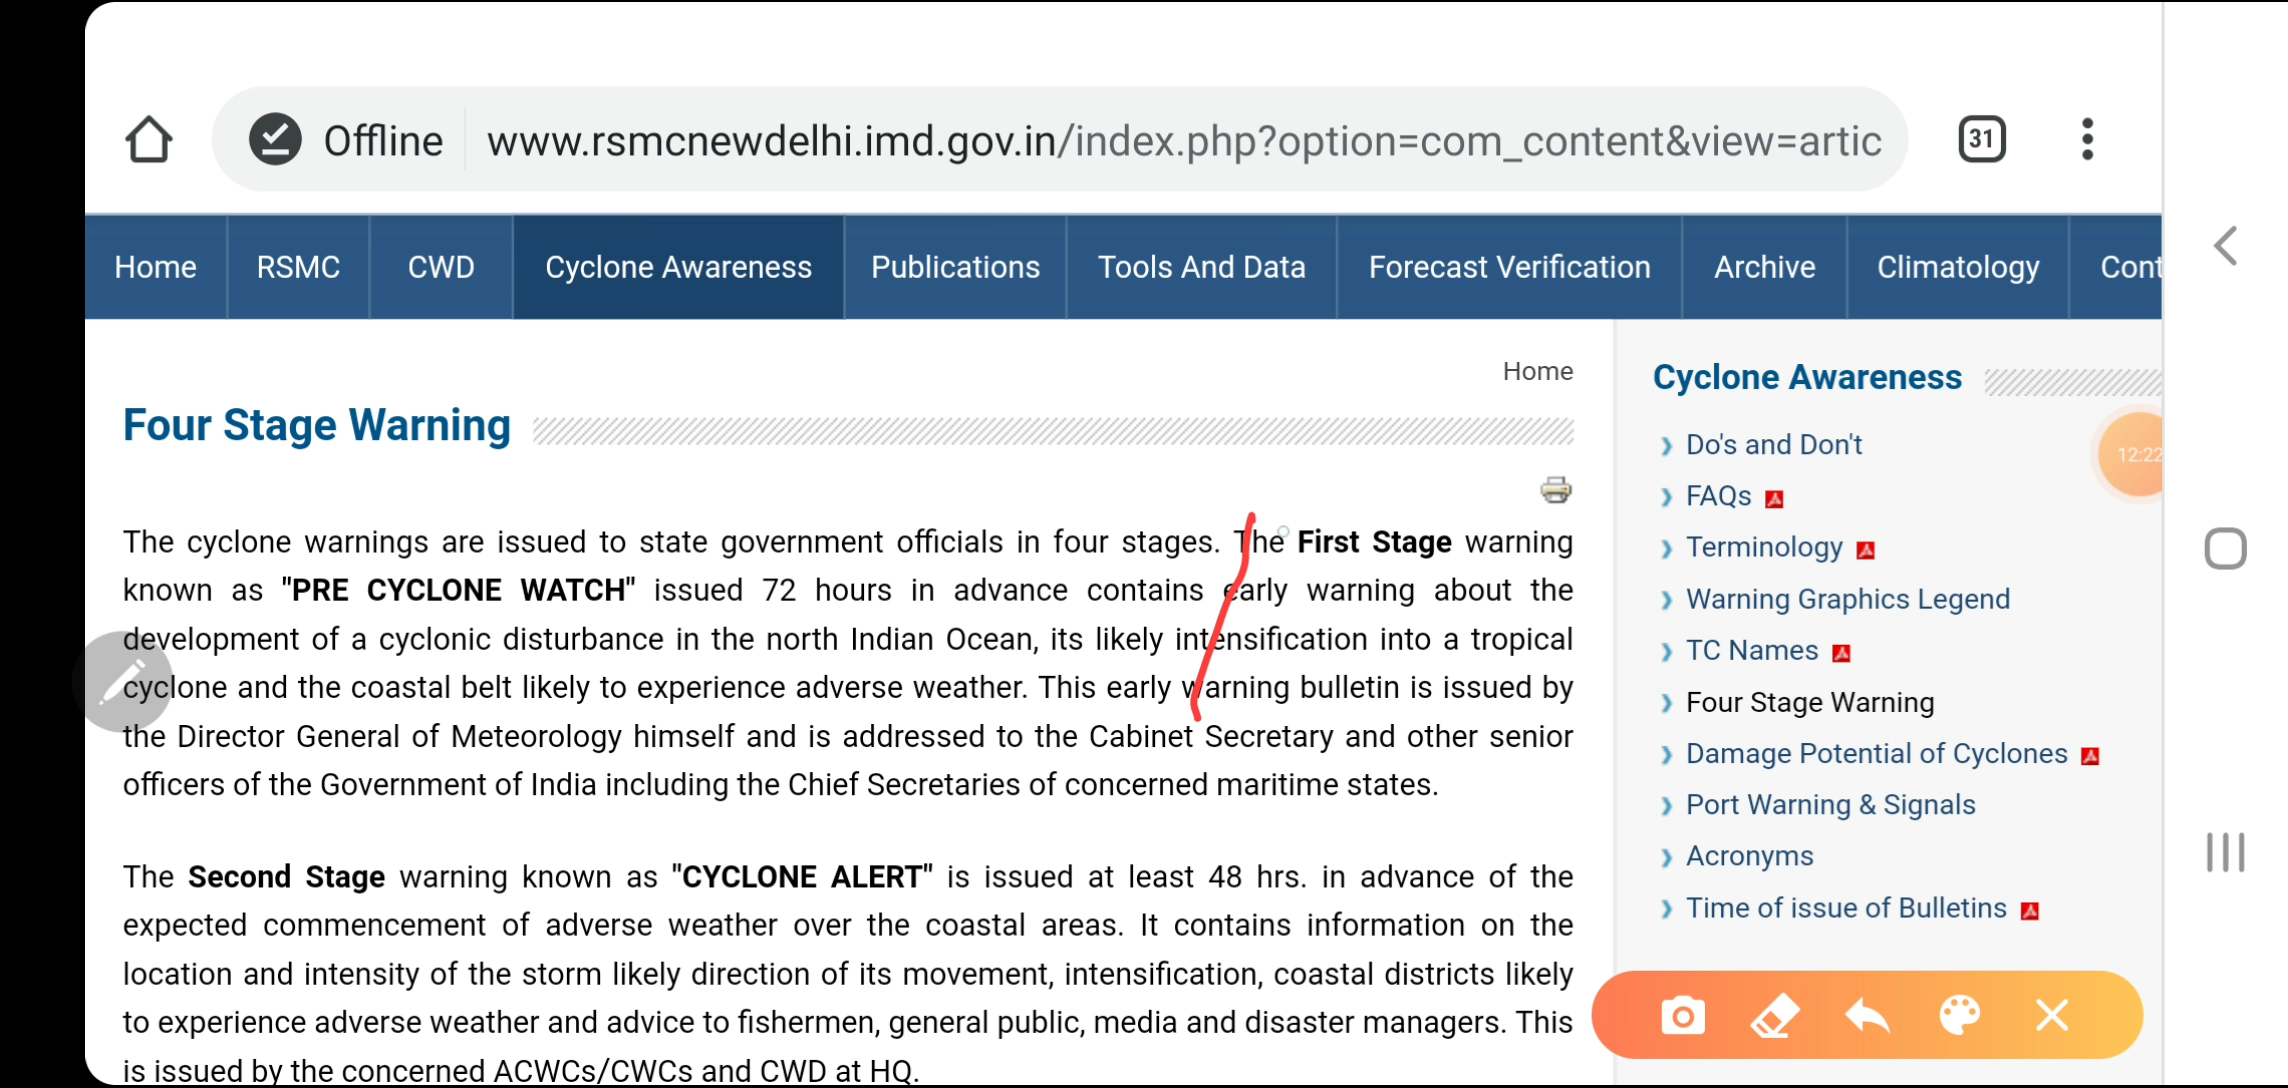 Offline www.rsmcnewdelhi.imd.gov.in/index.php?option=com_content&view=artic 31
Home RSMC CWD Cyclone Awareness Publications Tools And Data Forecast Verification Archive Climatology Cont
Home
Four Stage Warning
The cyclone warnings are issued to state government officials in four stages. The First Stage warning
known as "PRE CYCLONE WATCH" issued 72 hours in advance contains early warning about the
development of a cyclonic disturbance in the north Indian Ocean, its likely intensification into a tropical
cyclone and the coastal belt likely to experience adverse weather. This early warning bulletin is issued by
the Director General of Meteorology himself and is addressed to the Cabinet Secretary and other senior
officers of the Government of India including the Chief Secretaries of concerned maritime states.
The Second Stage warning known as "CYCLONE ALERT" is issued at least 48 hrs. in advance of the
expected commencement of adverse weather over the coastal areas. It contains information on the
location and intensity of the storm likely direction of its movement, intensification, coastal districts likely
to experience adverse weather and advice to fishermen, general public, media and disaster managers. This
is issued by the concerned ACWCs/CWCs and CWD at HQ.
Cyclone Awareness
Do's and Don't
FAQs
Terminology
Warning Graphics Legend
TC Names
Four Stage Warning
Damage Potential of Cyclones
Port Warning & Signals
Acronyms
Time of issue of Bulletins
12:22